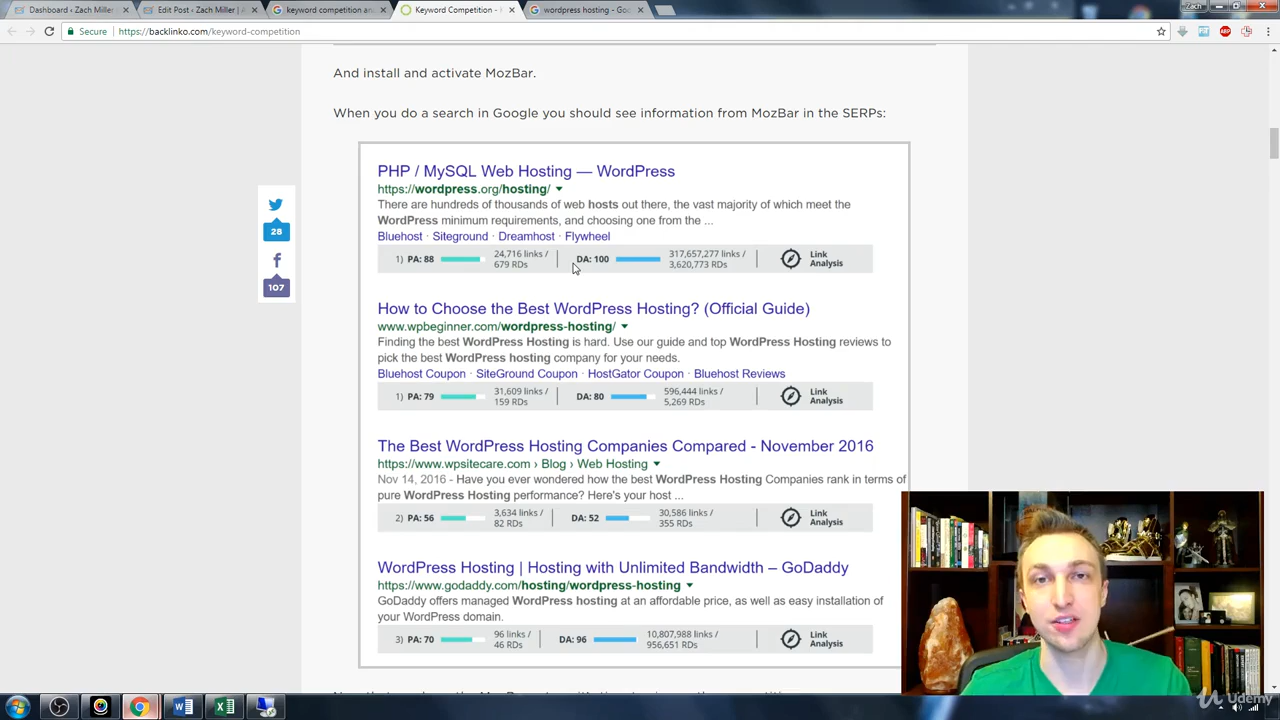 Dashboard ‹ Zach Miller
Edit Post ‹ Zach Miller | A
keyword competition and
Keyword Competition -
wordpress hosting - Goo
Zach
Secure
https://backlinko.com/keyword-competition
And install and activate MozBar.
When you do a search in Google you should see information from MozBar in the SERPs:
28
107
PHP / MySQL Web Hosting — WordPress
https://wordpress.org/hosting/
There are hundreds of thousands of web hosts out there, the vast majority of which meet the
WordPress minimum requirements, and choosing one from the ...
Bluehost · Siteground · Dreamhost · Flywheel
1) PA: 88 24,716 links / DA: 100 317,657,277 links / Link
679 RDs 3,620,773 RDs Analysis
How to Choose the Best WordPress Hosting? (Official Guide)
www.wpbeginner.com/wordpress-hosting/
Finding the best WordPress Hosting is hard. Use our guide and top WordPress Hosting reviews to
pick the best WordPress hosting company for your needs.
Bluehost Coupon · SiteGround Coupon · HostGator Coupon · Bluehost Reviews
1) PA: 79 31,609 links / DA: 80 596,444 links / Link
159 RDs 5,269 RDs Analysis
The Best WordPress Hosting Companies Compared - November 2016
https://www.wpsitecare.com › Blog › Web Hosting
Nov 14, 2016 - Have you ever wondered how the best WordPress Hosting Companies rank in terms of
pure WordPress Hosting performance? Here's your host ...
2) PA: 56 3,634 links / DA: 52 30,586 links / Link
82 RDs 355 RDs Analysis
WordPress Hosting | Hosting with Unlimited Bandwidth – GoDaddy
https://www.godaddy.com/hosting/wordpress-hosting
GoDaddy offers managed WordPress hosting at an affordable price, as well as easy installation of
your WordPress domain.
3) PA: 70 96 links / DA: 96 10,807,988 links / Link
46 RDs 956,651 RDs Analysis
Udemy